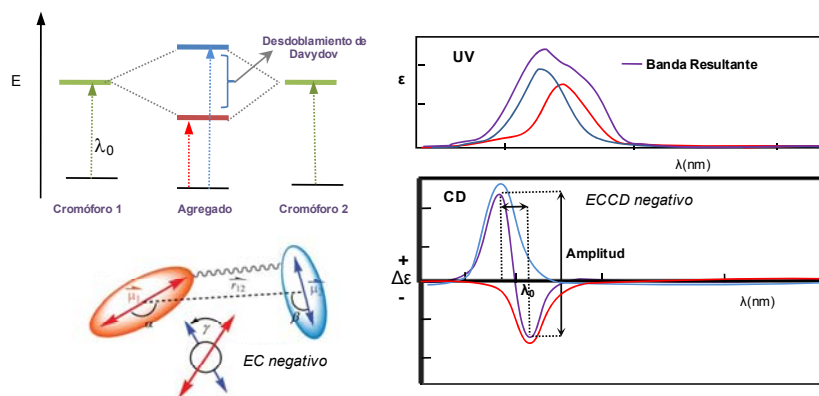 Desdoblamiento de
Davydov
E
λ0
Cromóforo 1
Agregado
Cromóforo 2
μ1
r12
μ2
α
β
γ
EC negativo
UV
Banda Resultante
ε
λ(nm)
CD
ECCD negativo
Amplitud
+
Δε
-
λ0
λ(nm)